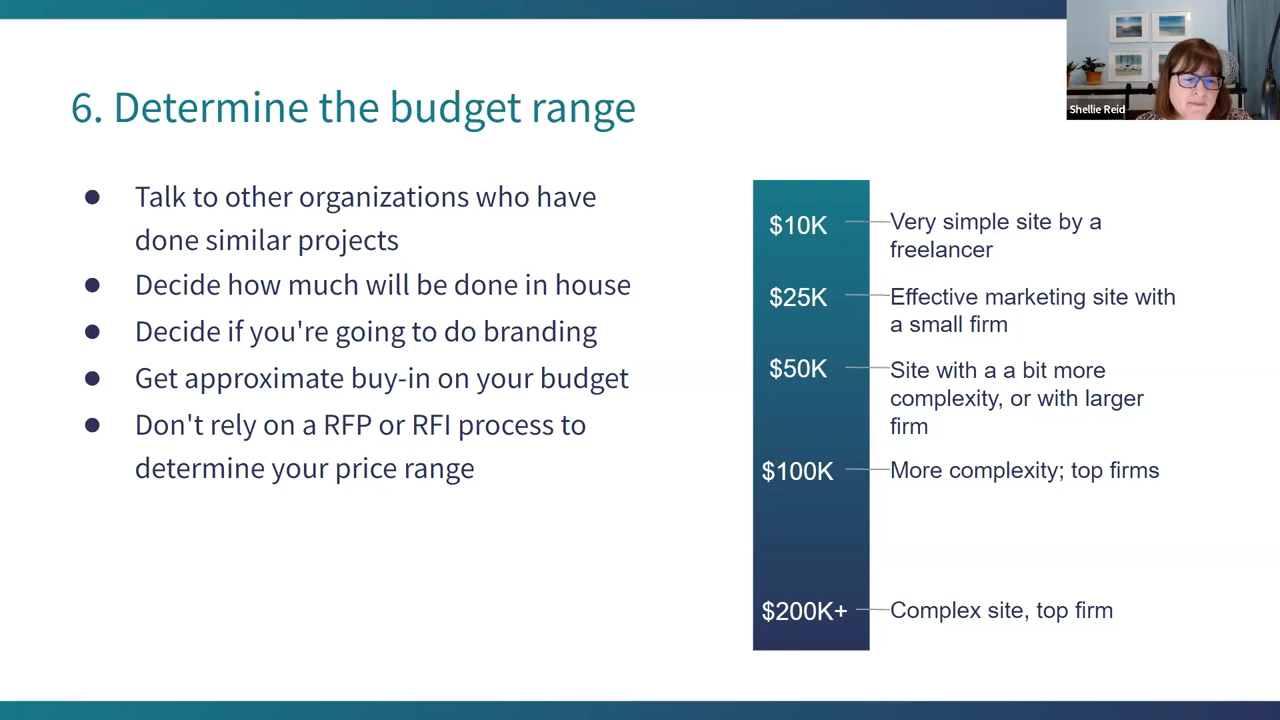 6. Determine the budget range
Shellie Reid
● Talk to other organizations who have
done similar projects
● Decide how much will be done in house
● Decide if you're going to do branding
● Get approximate buy-in on your budget
● Don't rely on a RFP or RFI process to
determine your price range
$10K
Very simple site by a
freelancer
$25K
Effective marketing site with
a small firm
$50K
Site with a a bit more
complexity, or with larger
firm
$100K
More complexity; top firms
$200K+
Complex site, top firm